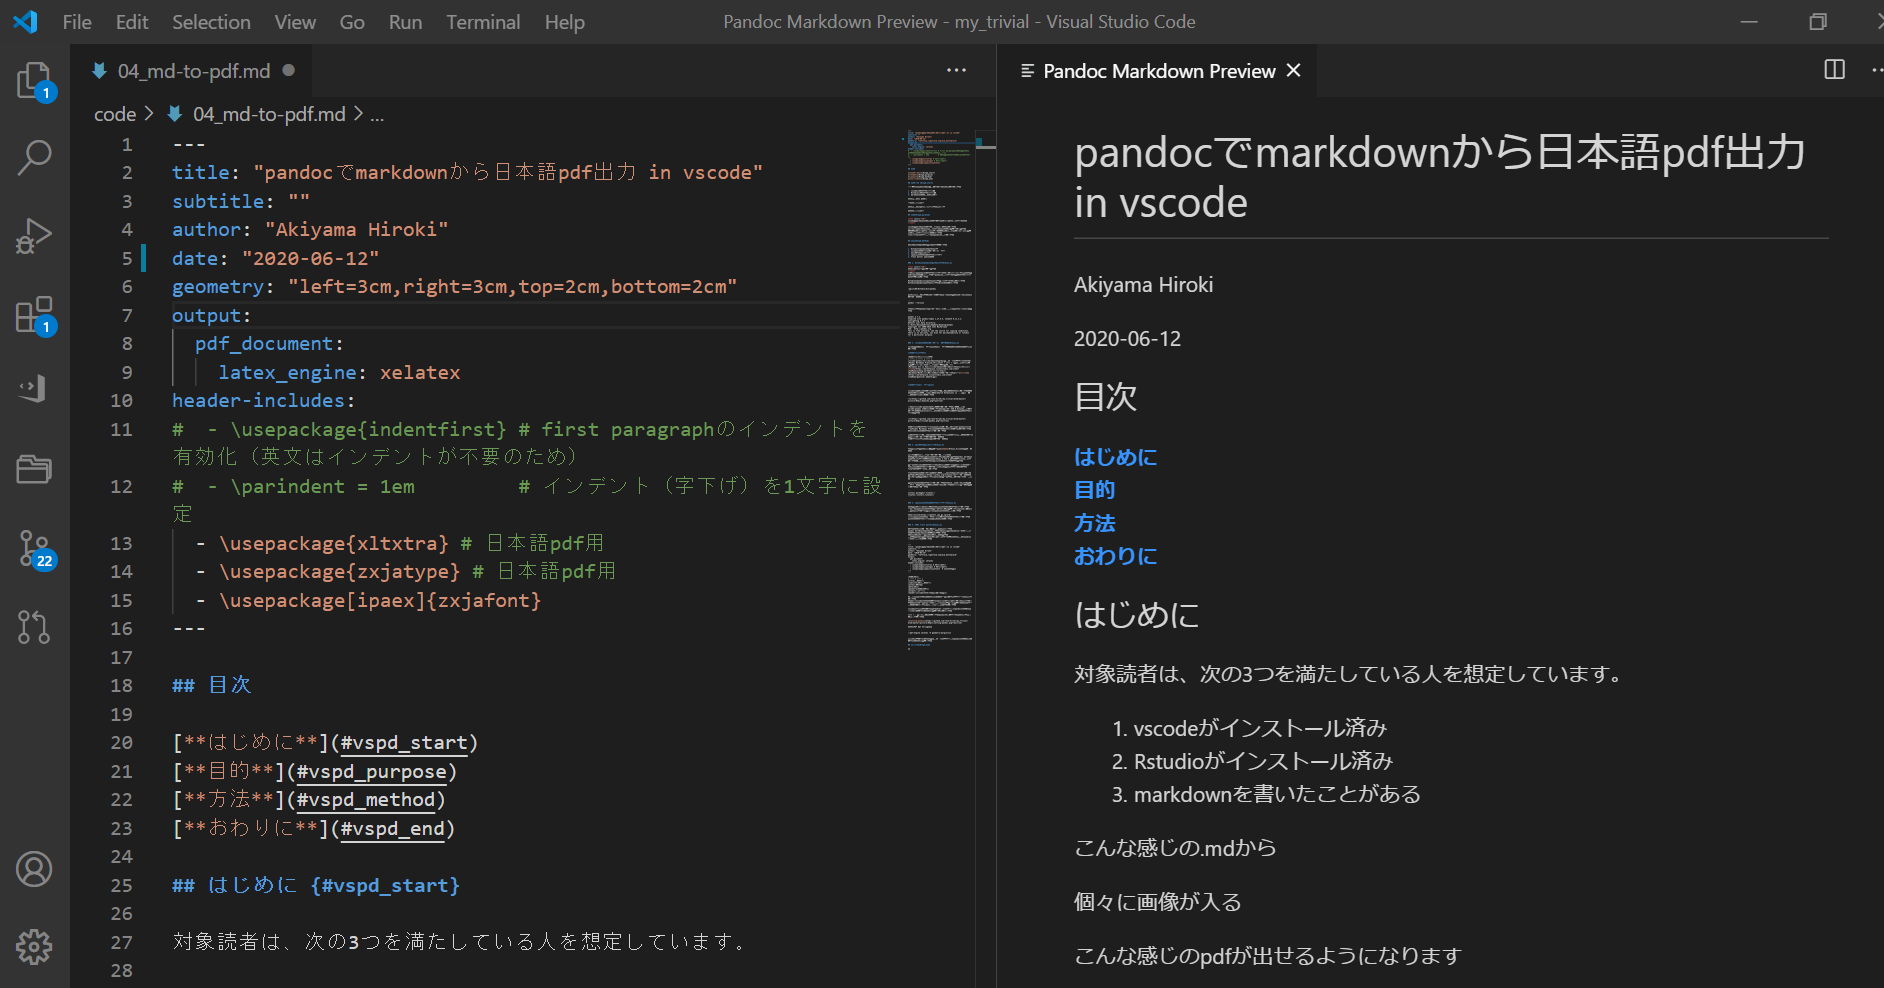 File Edit Selection View Go Run Terminal Help
Pandoc Markdown Preview - my_trivial - Visual Studio Code
04_md-to-pdf.md
code > 04_md-to-pdf.md > ...
1 ---
2 title: "pandocでmarkdownから日本語pdf出力 in vscode"
3 subtitle: ""
4 author: "Akiyama Hiroki"
5 date: "2020-06-12"
6 geometry: "left=3cm,right=3cm,top=2cm,bottom=2cm"
7 output:
8 pdf_document:
9 latex_engine: xelatex
10 header-includes:
11 #  - \usepackage{indentfirst} # first paragraphのインデントを
有効化（英文はインデントが不要のため）
12 #  - \parindent = 1em         # インデント（字下げ）を1文字に設
定
13 - \usepackage{xltxtra} # 日本語pdf用
14 - \usepackage{zxjatype} # 日本語pdf用
15 - \usepackage[ipaex]{zxjafont}
16 ---
17
18 ## 目次
19
20 [**はじめに**](#vspd_start)
21 [**目的**](#vspd_purpose)
22 [**方法**](#vspd_method)
23 [**おわりに**](#vspd_end)
24
25 ## はじめに {#vspd_start}
26
27 対象読者は、次の3つを満たしている人を想定しています。
28
1
1
22
Pandoc Markdown Preview
pandocでmarkdownから日本語pdf出力
in vscode
Akiyama Hiroki
2020-06-12
目次
はじめに
目的
方法
おわりに
はじめに
対象読者は、次の3つを満たしている人を想定しています。
1. vscodeがインストール済み
2. Rstudioがインストール済み
3. markdownを書いたことがある
こんな感じの.mdから
個々に画像が入る
こんな感じのpdfが出せるようになります